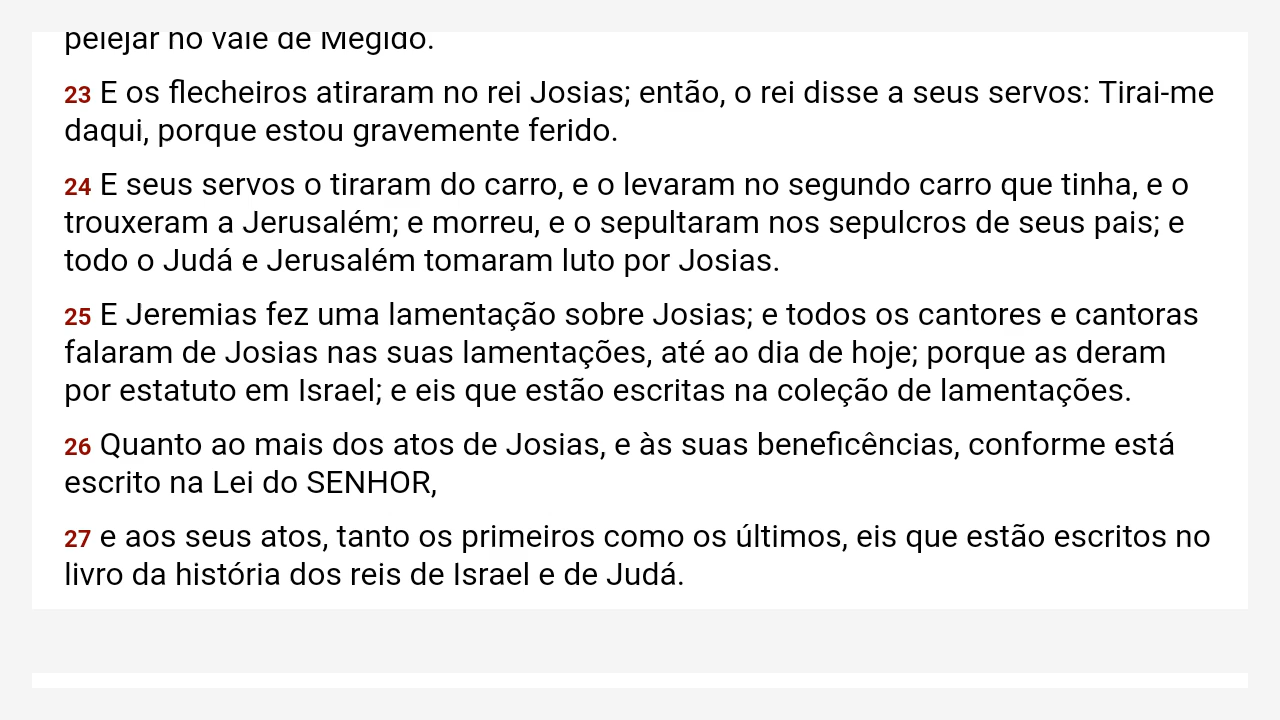 pelejar no vale de Megido.
23 E os flecheiros atiraram no rei Josias; então, o rei disse a seus servos: Tirai-me
daqui, porque estou gravemente ferido.
24 E seus servos o tiraram do carro, e o levaram no segundo carro que tinha, e o
trouxeram a Jerusalém; e morreu, e o sepultaram nos sepulcros de seus pais; e
todo o Judá e Jerusalém tomaram luto por Josias.
25 E Jeremias fez uma lamentação sobre Josias; e todos os cantores e cantoras
falaram de Josias nas suas lamentações, até ao dia de hoje; porque as deram
por estatuto em Israel; e eis que estão escritas na coleção de lamentações.
26 Quanto ao mais dos atos de Josias, e às suas beneficências, conforme está
escrito na Lei do SENHOR,
27 e aos seus atos, tanto os primeiros como os últimos, eis que estão escritos no
livro da história dos reis de Israel e de Judá.